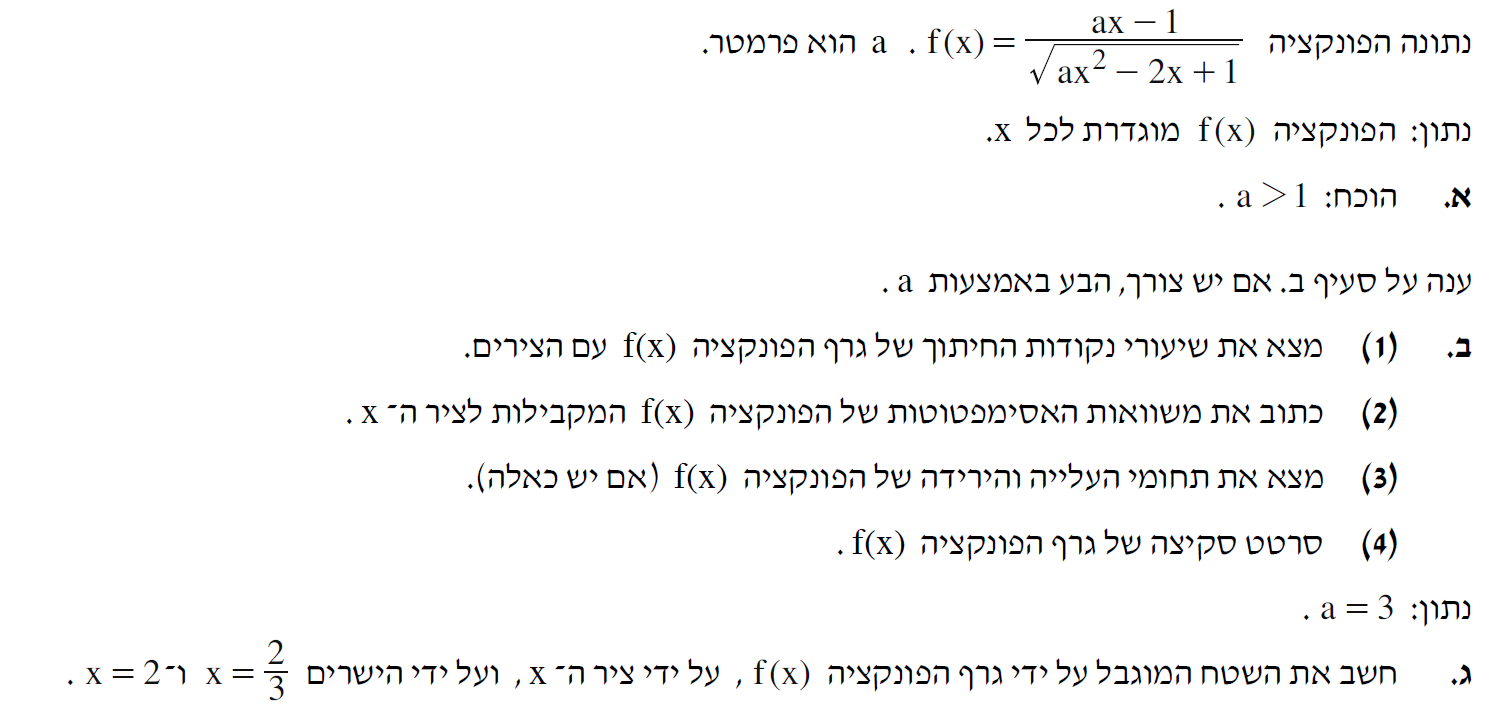 נתונה הפונקציה f(x) = \frac{ax − 1}{\sqrt{ax^2 − 2x + 1}} . a הוא פרמטר.
נתון: הפונקציה f(x) מוגדרת לכל x.
א. הוכח: a > 1 .
ענה על סעיף ב. אם יש צורך, הבע באמצעות a .
ב. (1) מצא את שיעורי נקודות החיתוך של גרף הפונקציה f(x) עם הצירים.
(2) כתוב את משוואות האסימפטוטות של הפונקציה f(x) המקבילות לציר ה־ x .
(3) מצא את תחומי העלייה והירידה של הפונקציה f(x) (אם יש כאלה).
(4) סרטט סקיצה של גרף הפונקציה f(x) .
נתון: a = 3 .
ג. חשב את השטח המוגבל על ידי גרף הפונקציה f(x) , על ידי ציר ה־ x , ועל ידי הישרים x = \frac{2}{3} ו־ x = 2 .